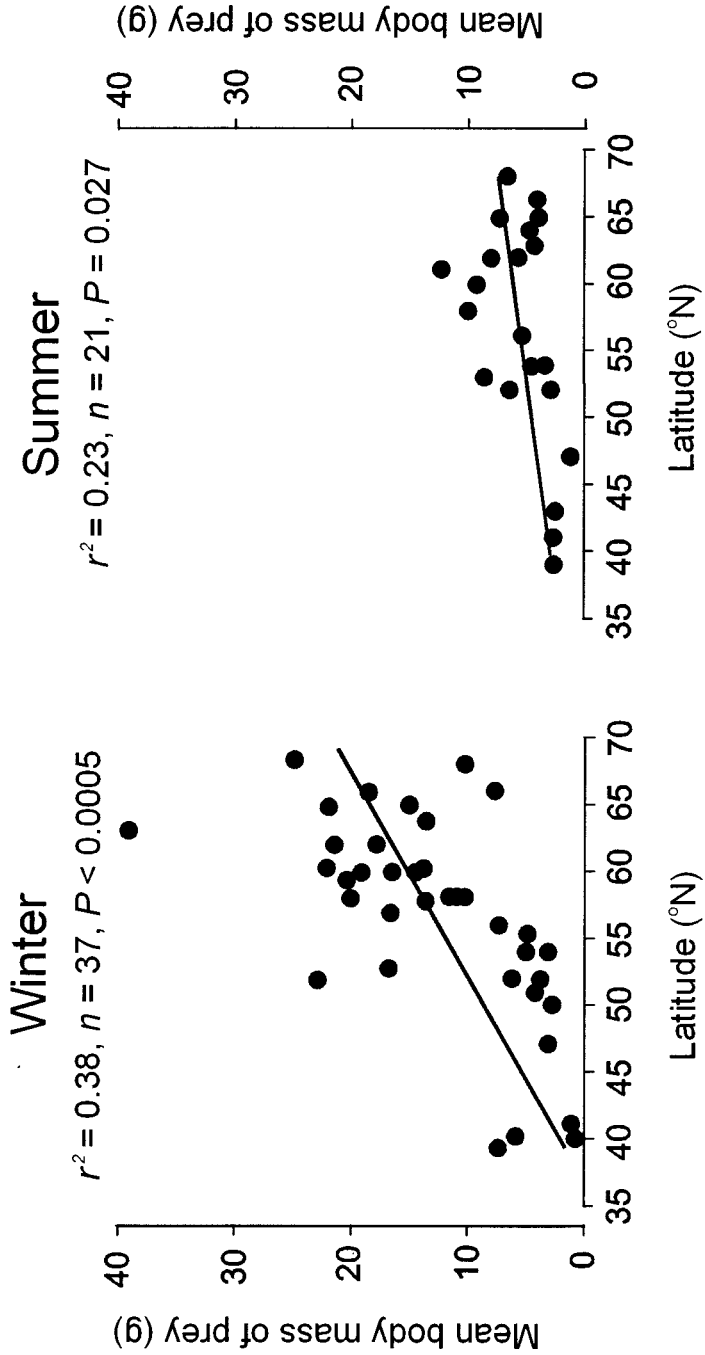 Winter
r² = 0.38, n = 37, P < 0.0005
Mean body mass of prey (g)
40
30
20
10
0
35 40 45 50 55 60 65 70
Latitude (°N)
Summer
r² = 0.23, n = 21, P = 0.027
35 40 45 50 55 60 65 70
Latitude (°N)
40
30
20
10
0
Mean body mass of prey (g)